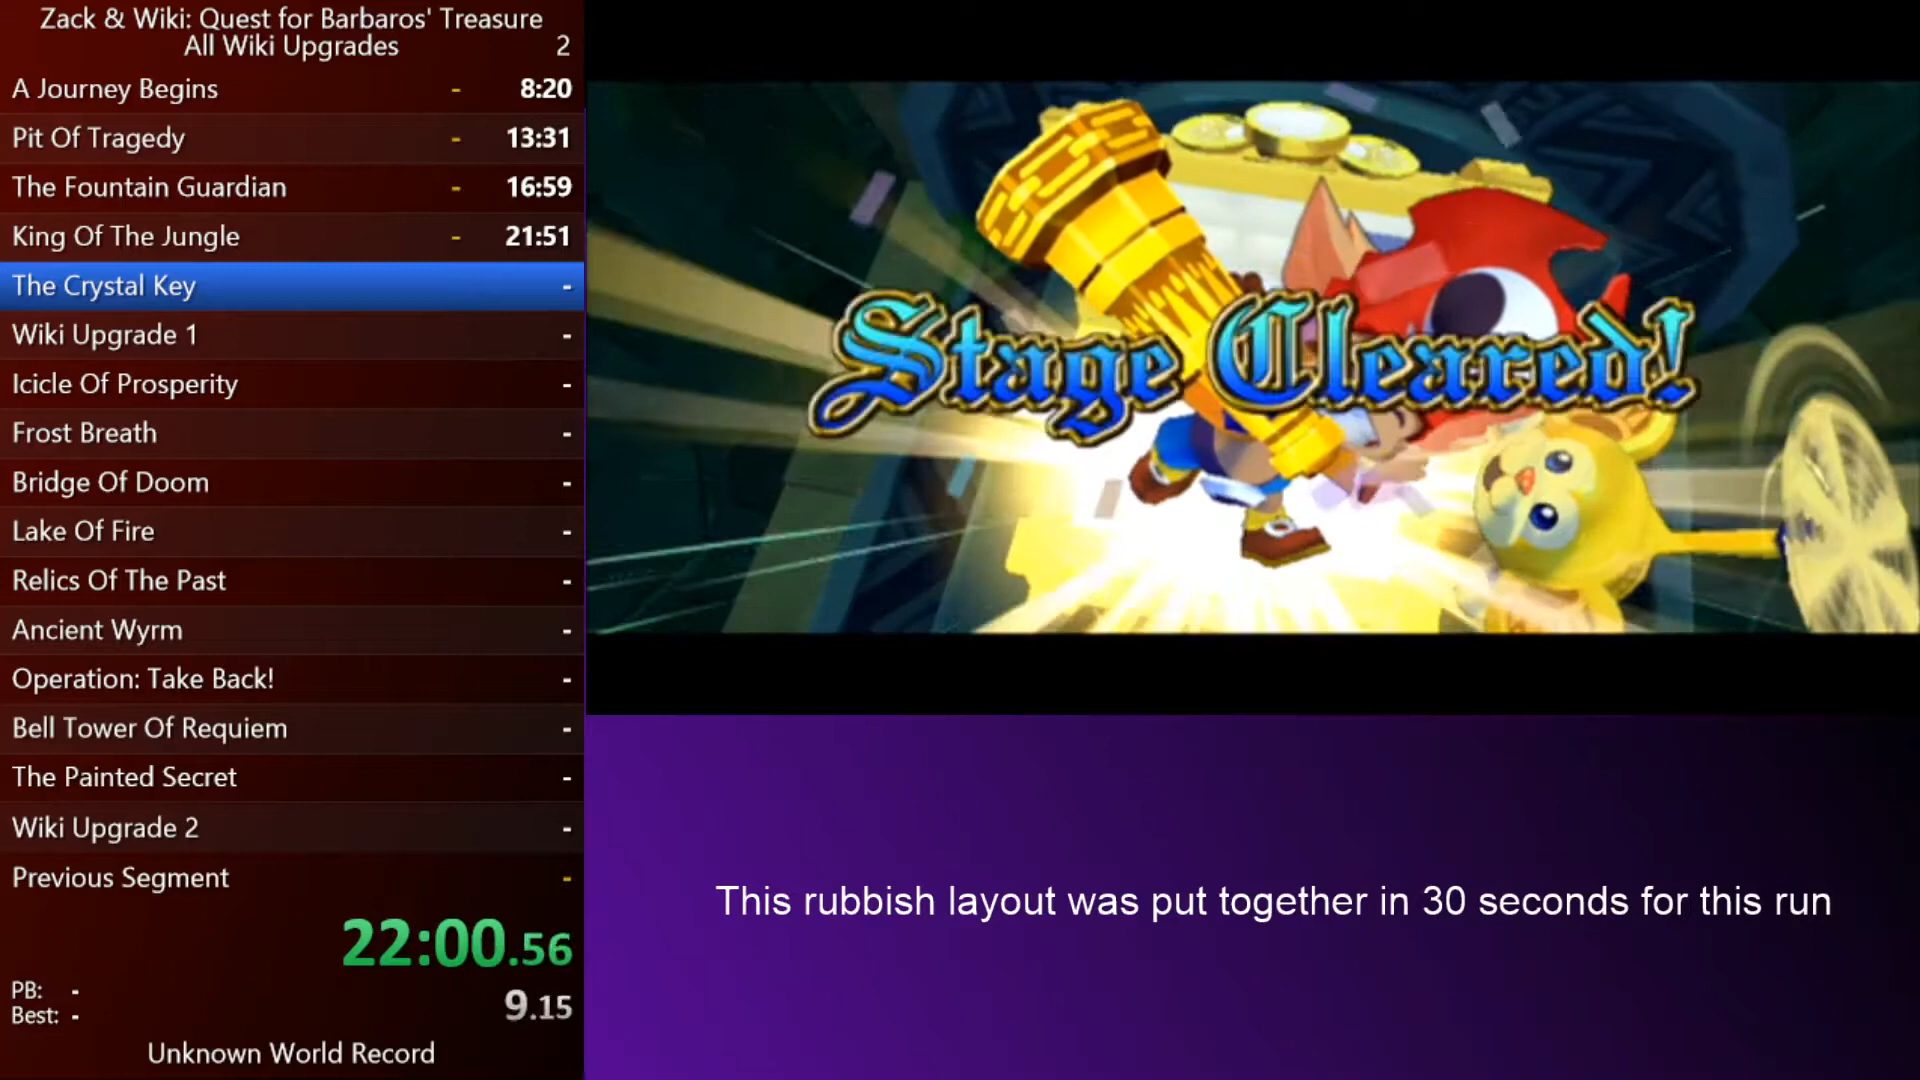 Zack & Wiki: Quest for Barbaros' Treasure
All Wiki Upgrades 2
A Journey Begins - 8:20
Pit Of Tragedy - 13:31
The Fountain Guardian - 16:59
King Of The Jungle - 21:51
The Crystal Key -
Wiki Upgrade 1 -
Icicle Of Prosperity -
Frost Breath -
Bridge Of Doom -
Lake Of Fire -
Relics Of The Past -
Ancient Wyrm -
Operation: Take Back! -
Bell Tower Of Requiem -
The Painted Secret -
Wiki Upgrade 2 -
Previous Segment -
22:00.56
PB: -
Best: -
9.15
Unknown World Record
Stage Cleared!
This rubbish layout was put together in 30 seconds for this run